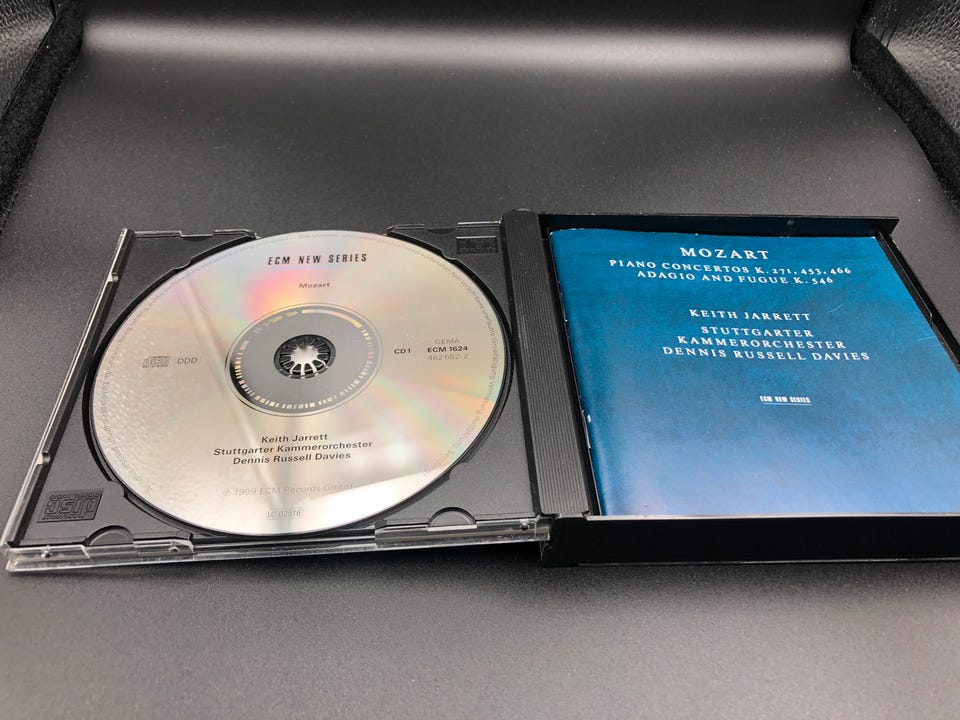 ECM NEW SERIES
Mozart
DDD
CD 1
GEMA
ECM 1624
462 662-2
Keith Jarrett
Stuttgarter Kammerorchester
Dennis Russell Davies
℗ 1999 ECM Records GmbH
LC 02516
MOZART
PIANO CONCERTOS K. 271, 453, 466
ADAGIO AND FUGUE K. 546
KEITH JARRETT
STUTTGARTER
KAMMERORCHESTER
DENNIS RUSSELL DAVIES
ECM NEW SERIES